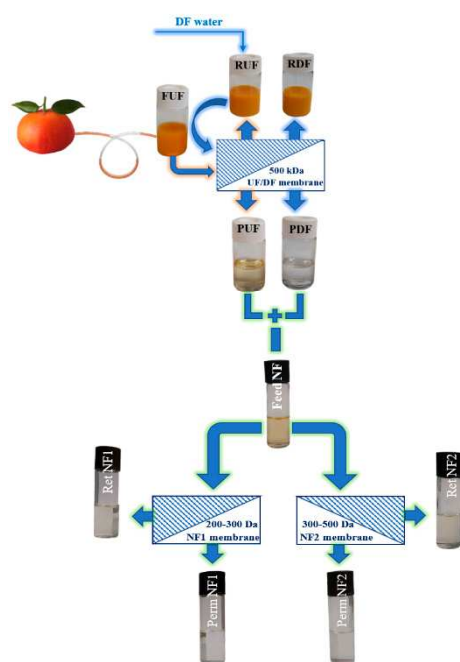 DF water
RUF
RDF
FUF
500 kDa
UF/DF membrane
PUF
PDF
Feed NF
Ret NF1
Ret NF2
200-300 Da
NF1 membrane
300-500 Da
NF2 membrane
Perm NF1
Perm NF2